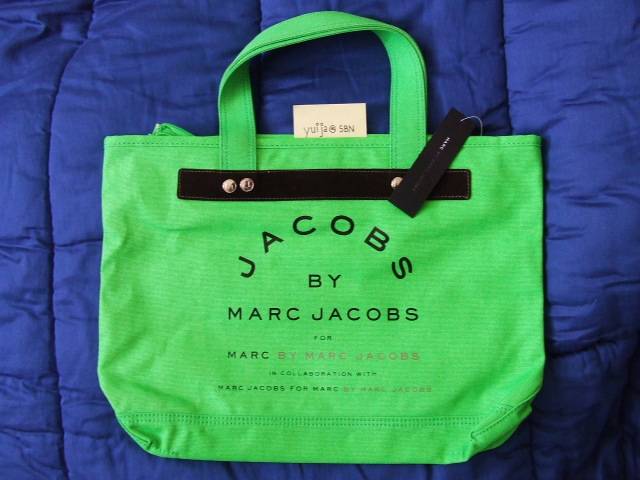 yuija@SBN
MARC
JACOBS
BY
MARC JACOBS
FOR
MARC BY MARC JACOBS
IN COLLABORATION WITH
MARC JACOBS FOR MARC BY MARC JACOBS